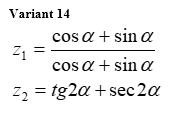 Variant 14
z₁ = (cos α + sin α) / (cos α + sin α)
z₂ = tg2α + sec 2α